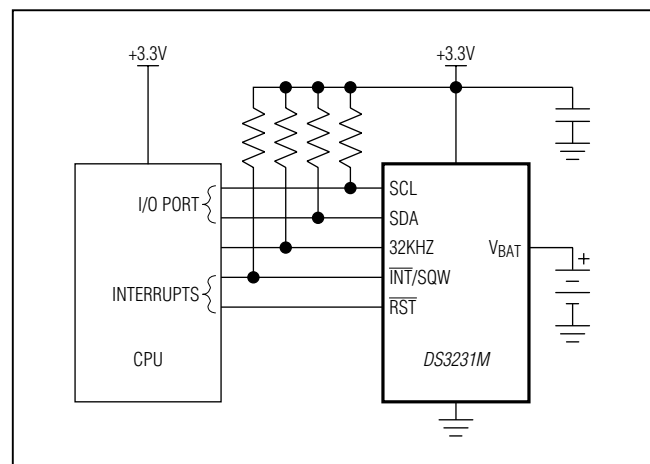 +3.3V
+3.3V
SCL
I/O PORT
SDA
32KHZ
VBAT
+
INT/SQW
INTERRUPTS
RST
CPU
DS3231M